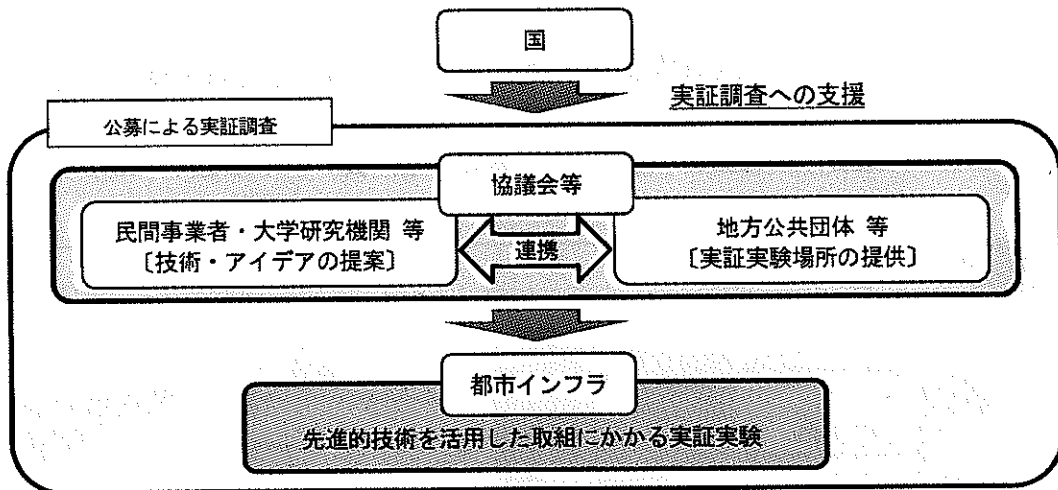 国
実証調査への支援
公募による実証調査
協議会等
民間事業者・大学研究機関 等
〔技術・アイデアの提案〕
連携
地方公共団体 等
〔実証実験場所の提供〕
都市インフラ
先進的技術を活用した取組にかかる実証実験